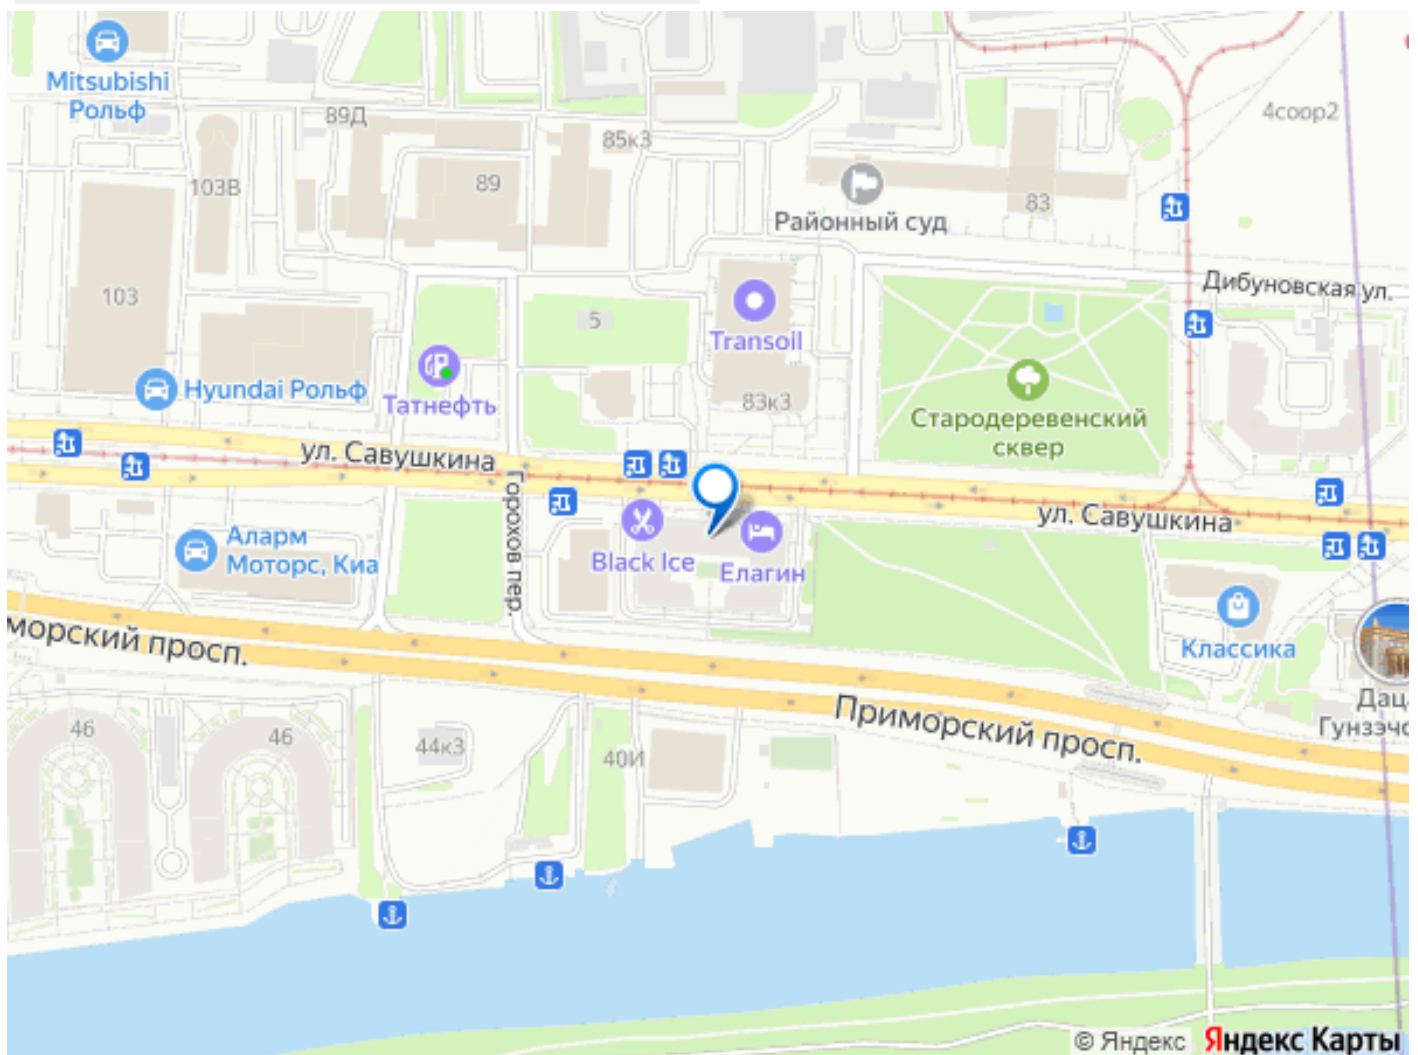 Mitsubishi
Рольф
89Д
85к3
4соор2
103В
89
83
Районный суд
Дибуновская ул.
103
5
Transoil
Hyundai Рольф
Татнефть
83к3
Стародеревенский
сквер
ул. Савушкина
Горохов пер.
ул. Савушкина
Аларм
Моторс, Киа
Black Ice
Елагин
Классика
морский просп.
Приморский просп.
Даца
Гунзэчо
46
46
44к3
40И
© Яндекс Яндекс Карты